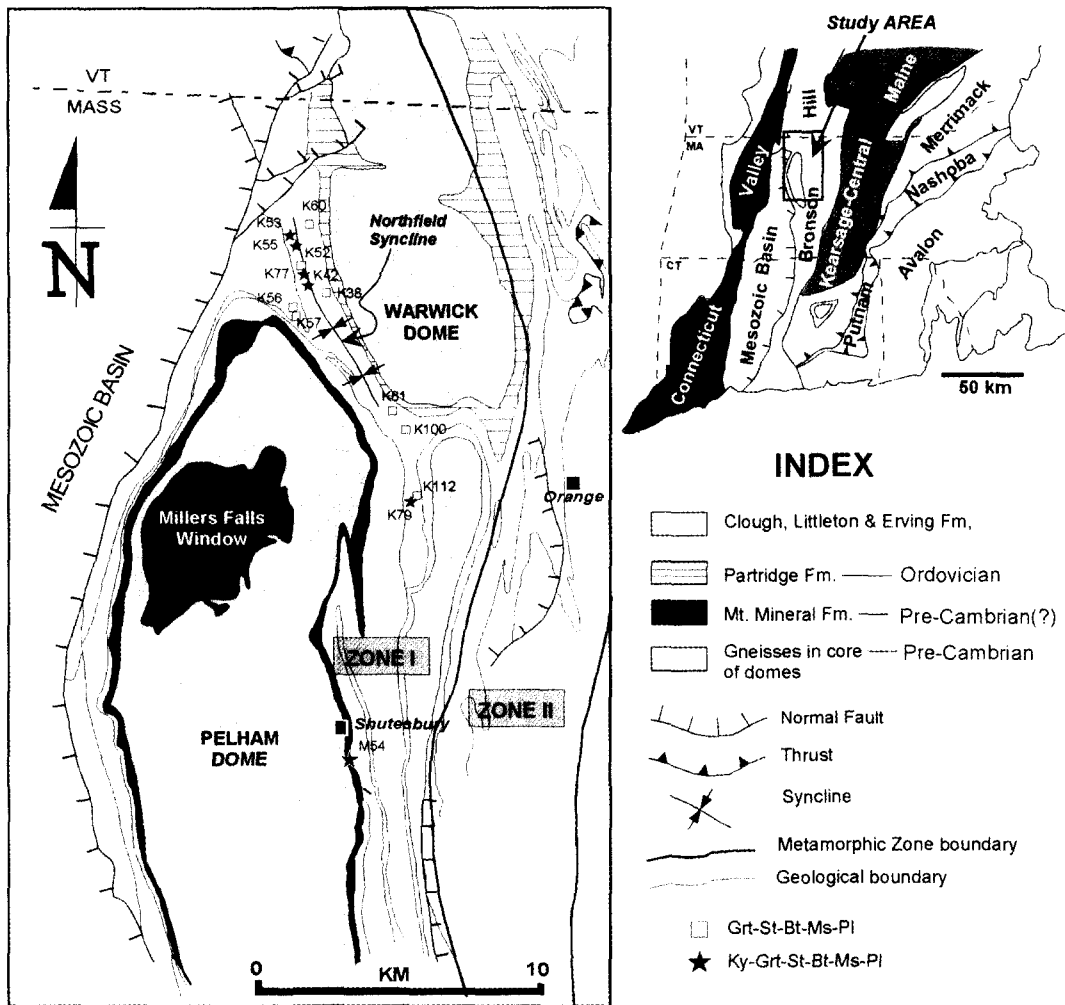 VT
MASS
N
K60
K53
K55
K52
K77
K42
K56
K38
K57
Northfield
Syncline
WARWICK
DOME
MESOZOIC BASIN
K81
K100
K112
K79
Orange
Millers Falls
Window
ZONE I
ZONE II
Shutesbury
M54
PELHAM
DOME
0
KM
10
Study AREA
VT
MA
CT
Connecticut
Valley
Mesozoic Basin
Bronson
Hill
Kearsage-Central
Maine
Merrimack
Nashoba
Putnam
Avalon
50 km
INDEX
Clough, Littleton & Erving Fm,
Partridge Fm. — Ordovician
Mt. Mineral Fm. — Pre-Cambrian(?)
Gneisses in core — Pre-Cambrian
of domes
Normal Fault
Thrust
Syncline
Metamorphic Zone boundary
Geological boundary
Grt-St-Bt-Ms-Pl
Ky-Grt-St-Bt-Ms-Pl